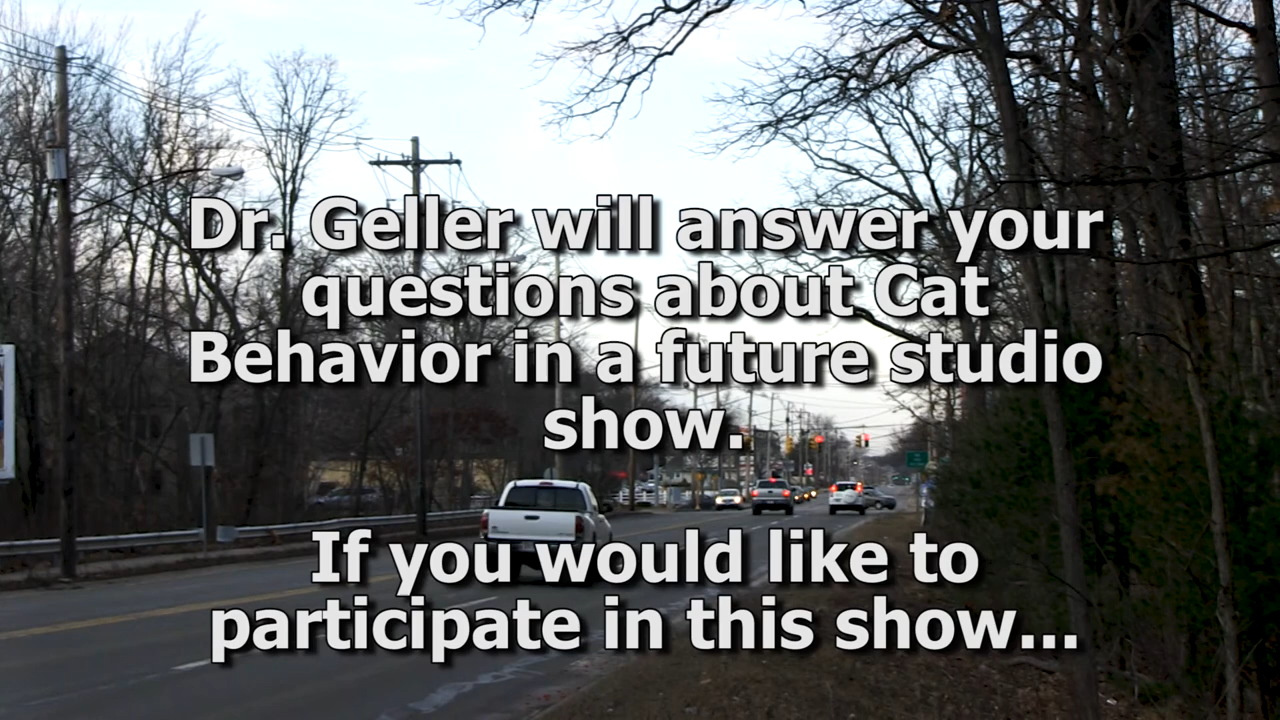 Dr. Geller will answer your
questions about Cat
Behavior in a future studio
show.
If you would like to
participate in this show...